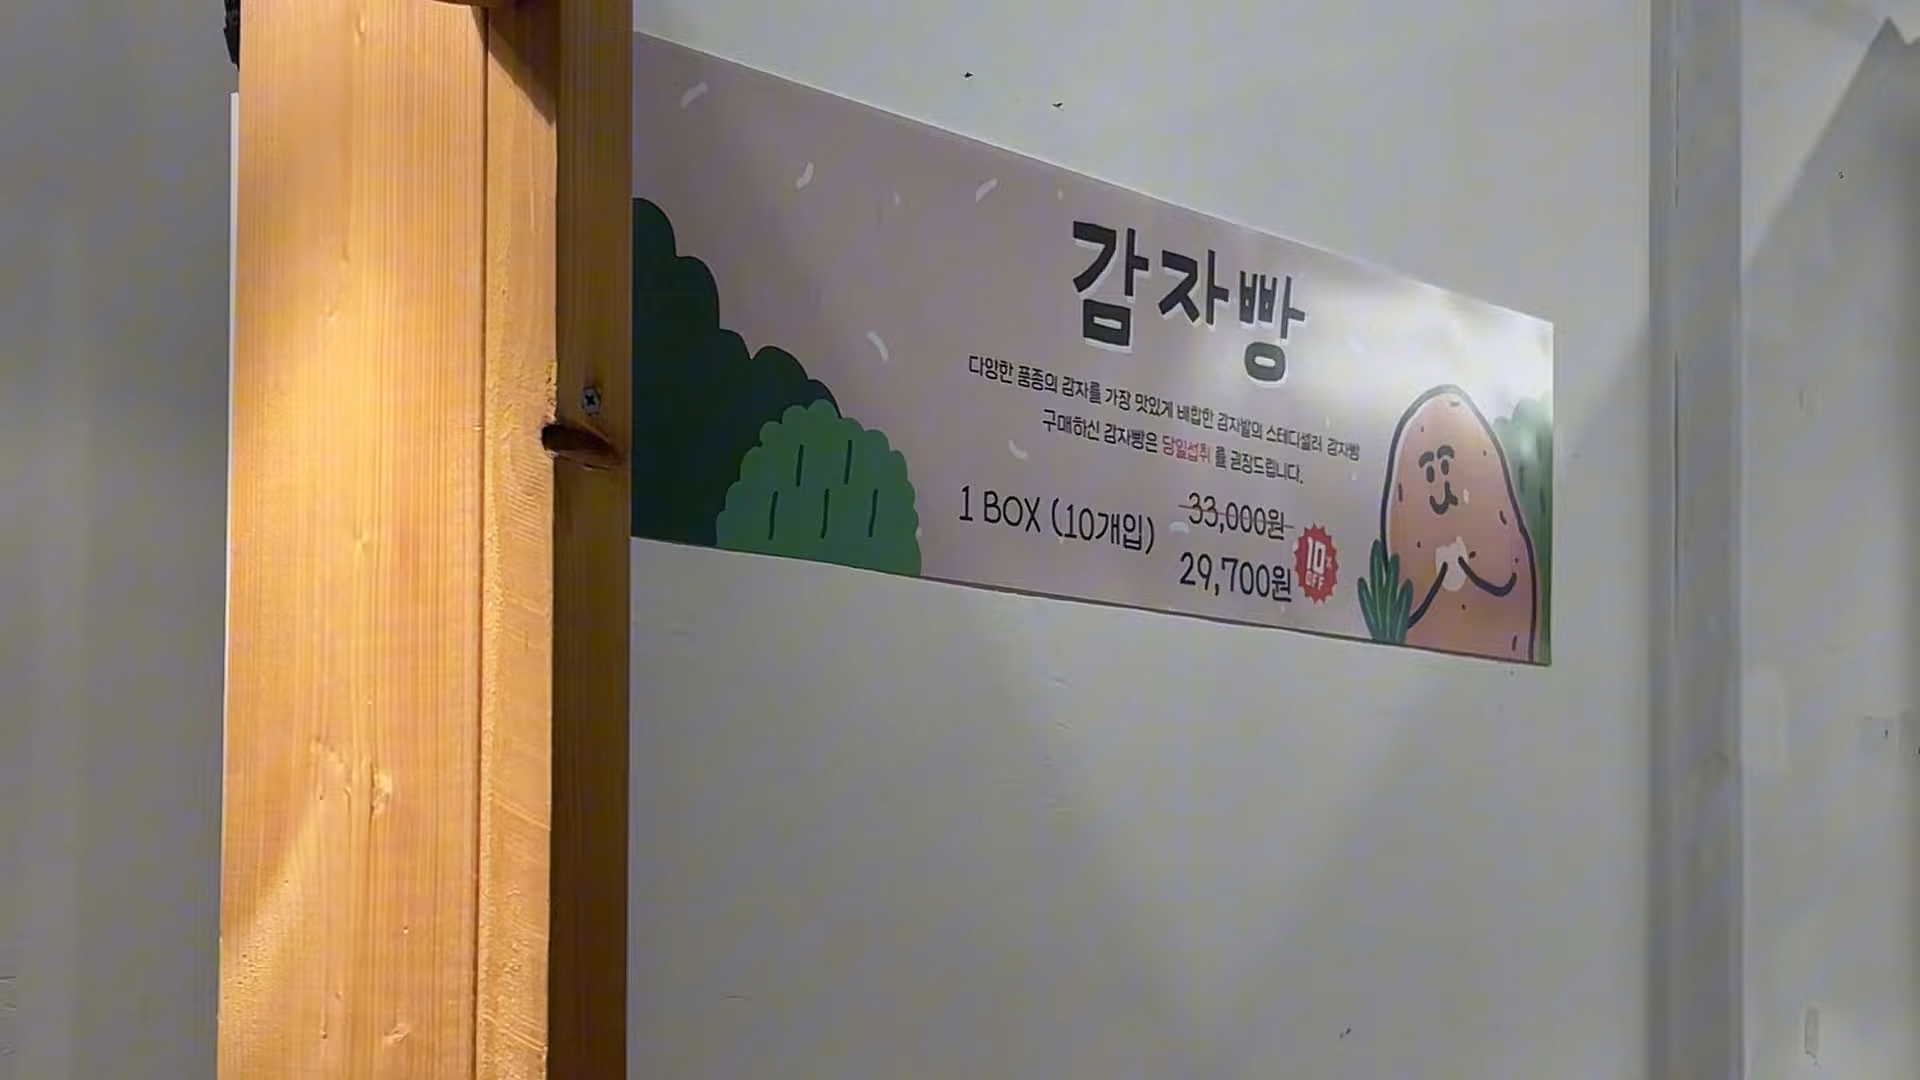 감자빵
다양한 품종의 감자를 가장 맛있게 배합한 감자밭의 스테디셀러 감자빵
구매하신 감자빵은 당일섭취 를 권장드립니다.
1 BOX (10개입)
33,000원
29,700원
10%
OFF